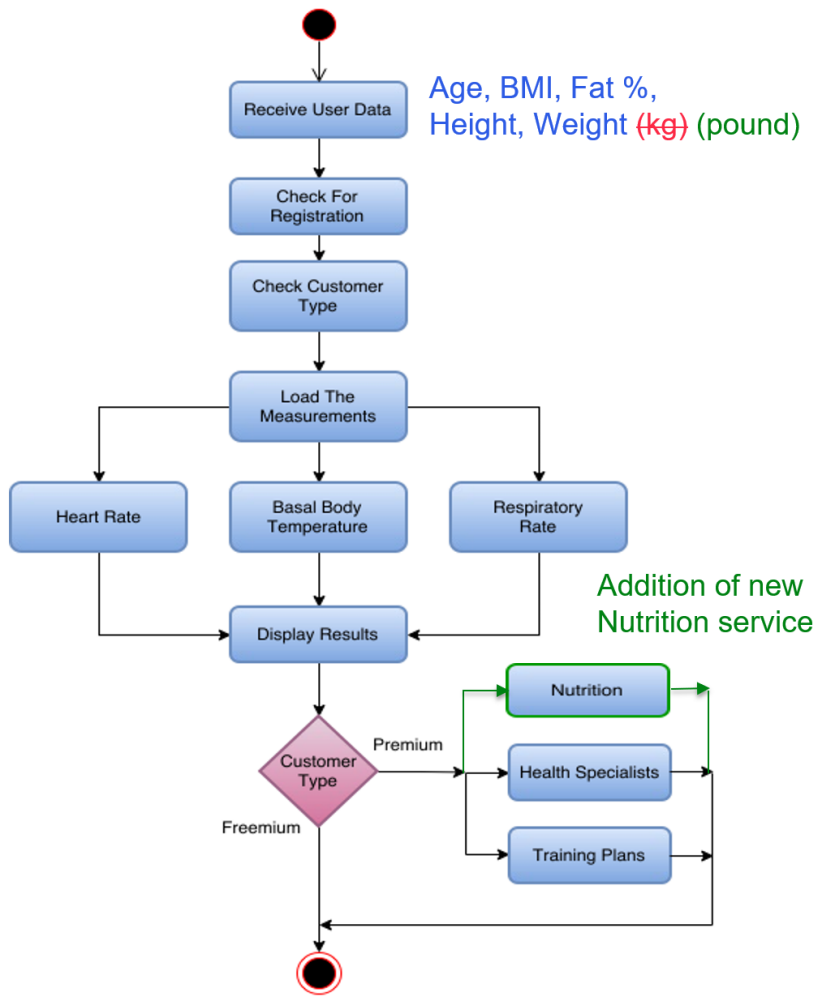 Receive User Data
Age, BMI, Fat %,
Height, Weight (kg) (pound)
Check For
Registration
Check Customer
Type
Load The
Measurements
Heart Rate
Basal Body
Temperature
Respiratory
Rate
Addition of new
Nutrition service
Display Results
Nutrition
Premium
Customer
Type
Health Specialists
Freemium
Training Plans